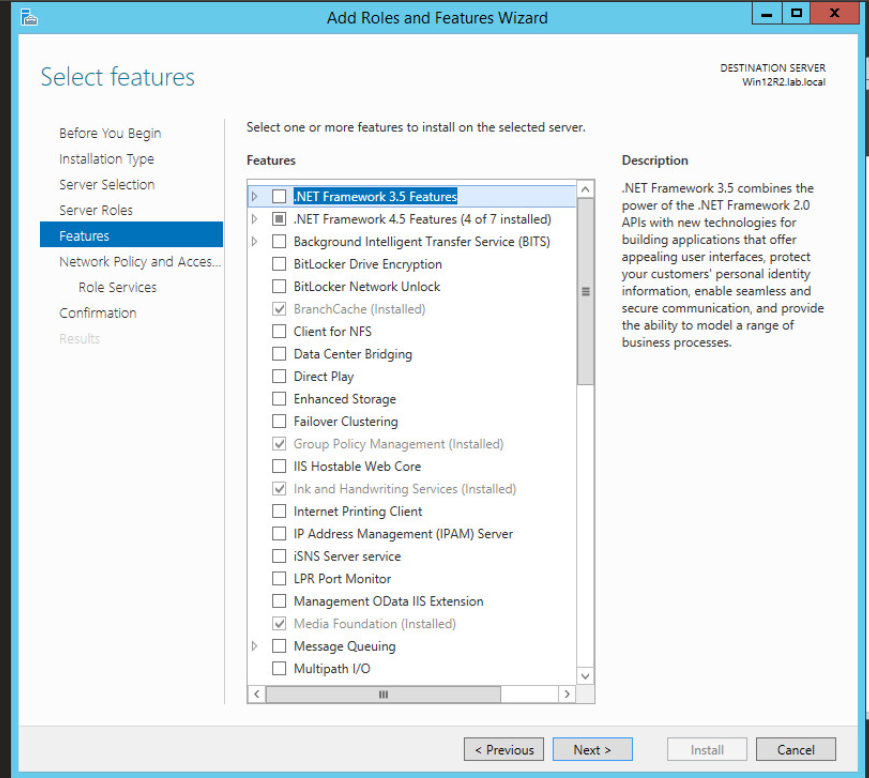 Add Roles and Features Wizard
Select features
DESTINATION SERVER
Win12R2.lab.local
Before You Begin
Installation Type
Server Selection
Server Roles
Features
Network Policy and Acces...
Role Services
Confirmation
Results
Select one or more features to install on the selected server.
Features
.NET Framework 3.5 Features
.NET Framework 4.5 Features (4 of 7 installed)
Background Intelligent Transfer Service (BITS)
BitLocker Drive Encryption
BitLocker Network Unlock
BranchCache (Installed)
Client for NFS
Data Center Bridging
Direct Play
Enhanced Storage
Failover Clustering
Group Policy Management (Installed)
IIS Hostable Web Core
Ink and Handwriting Services (Installed)
Internet Printing Client
IP Address Management (IPAM) Server
iSNS Server service
LPR Port Monitor
Management OData IIS Extension
Media Foundation (Installed)
Message Queuing
Multipath I/O
Description
.NET Framework 3.5 combines the
power of the .NET Framework 2.0
APIs with new technologies for
building applications that offer
appealing user interfaces, protect
your customers' personal identity
information, enable seamless and
secure communication, and provide
the ability to model a range of
business processes.
< Previous
Next >
Install
Cancel